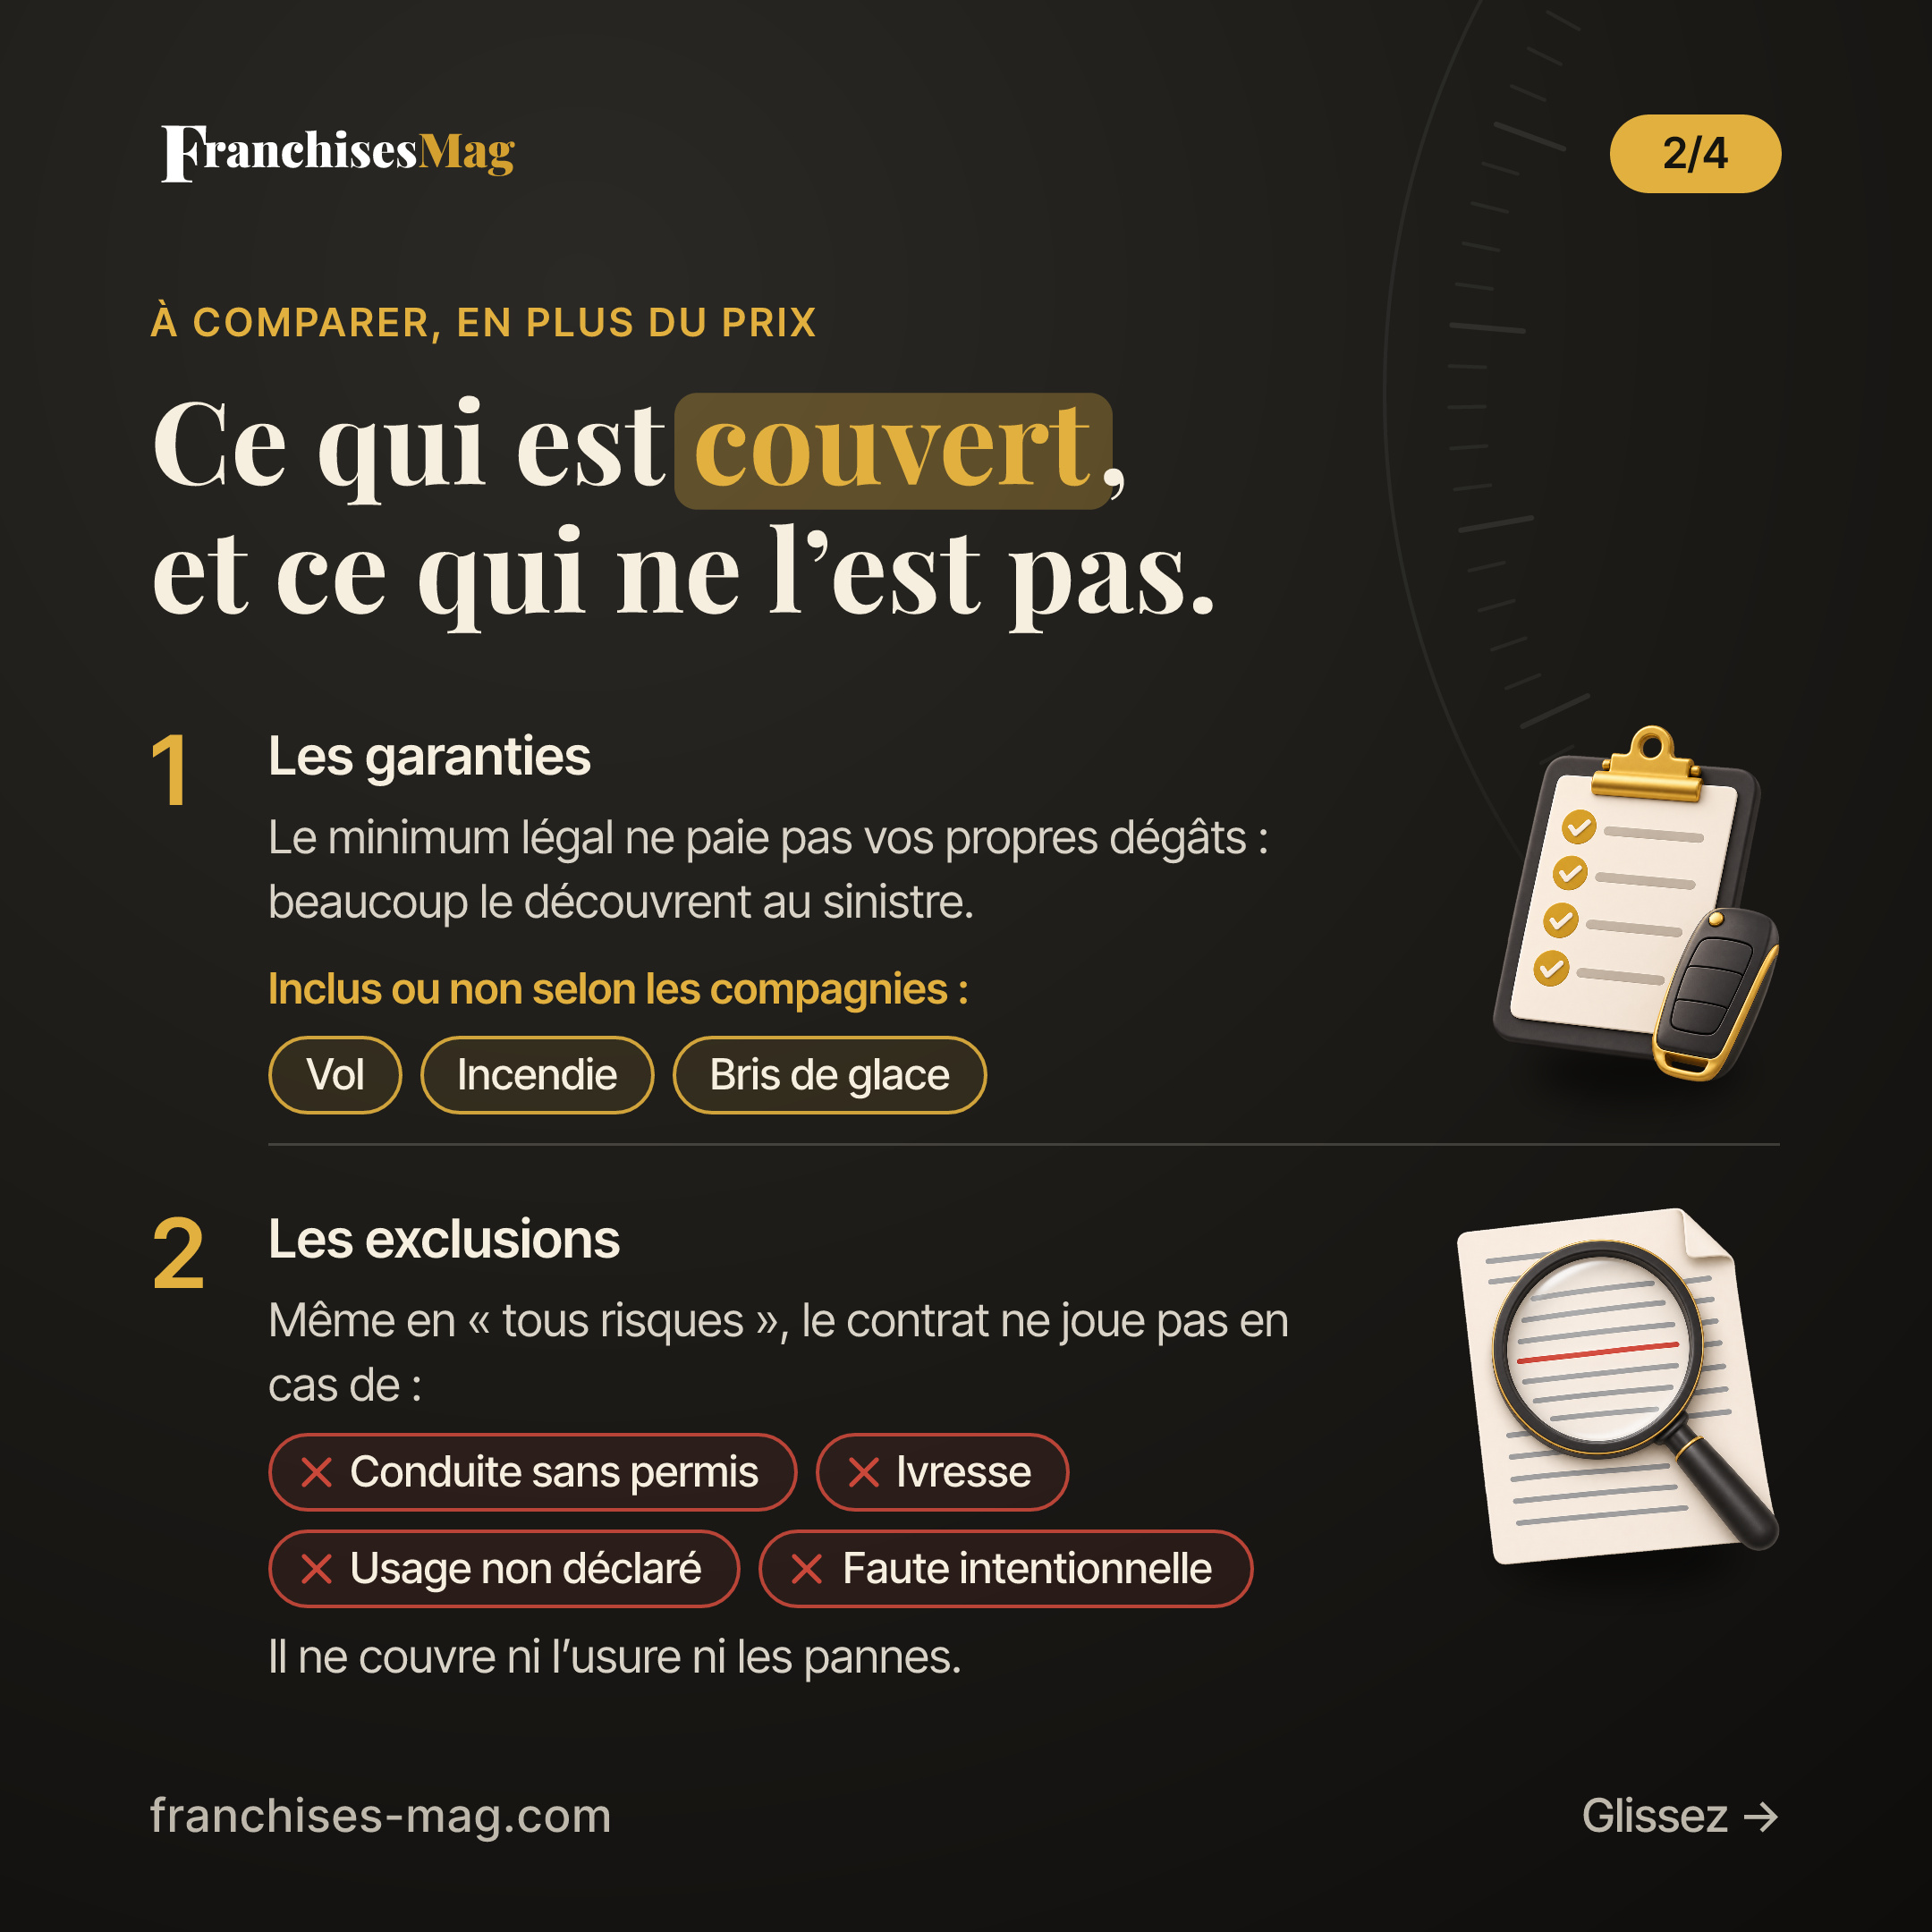 FranchisesMag
2/4
À COMPARER, EN PLUS DU PRIX
Ce qui est couvert,
et ce qui ne l’est pas.
1
Les garanties
Le minimum légal ne paie pas vos propres dégâts :
beaucoup le découvrent au sinistre.
Inclus ou non selon les compagnies :
Vol
Incendie
Bris de glace
2
Les exclusions
Même en « tous risques », le contrat ne joue pas en
cas de :
Conduite sans permis
Ivresse
Usage non déclaré
Faute intentionnelle
Il ne couvre ni l’usure ni les pannes.
franchises-mag.com
Glissez →